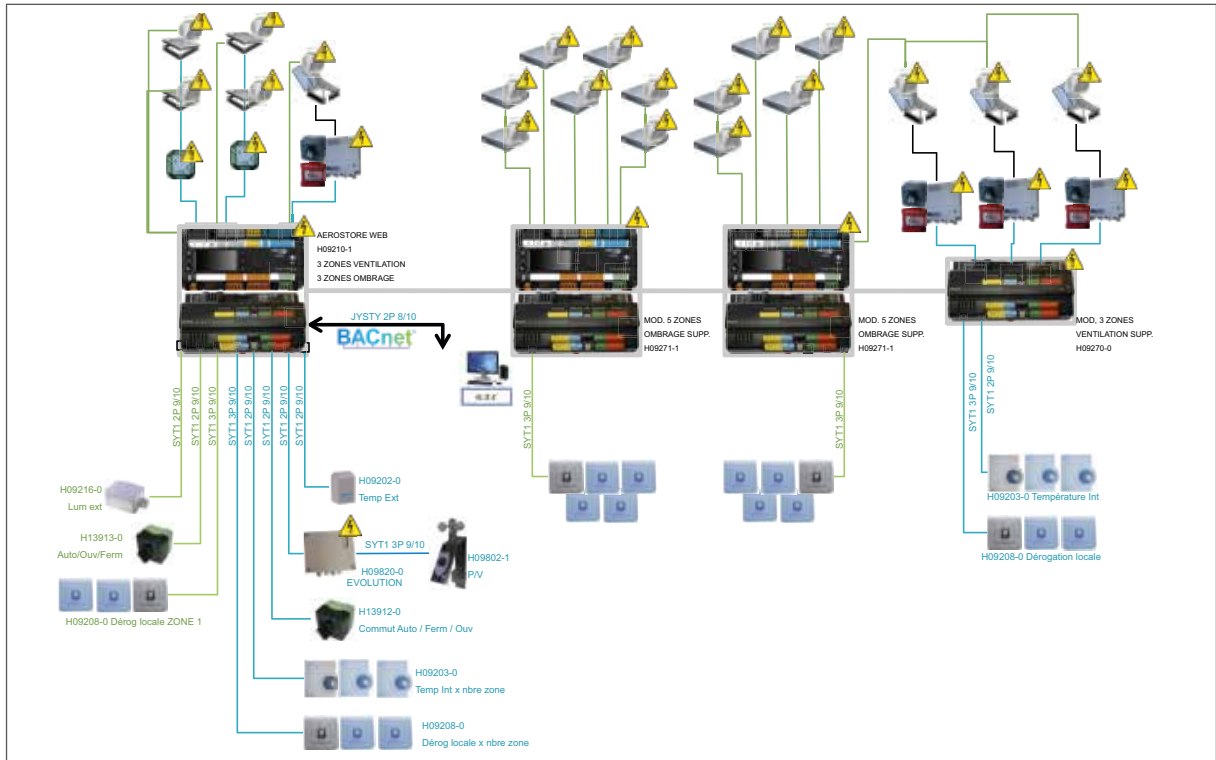 AEROSTORE WEB
H09210-1
3 ZONES VENTILATION
3 ZONES OMBRAGE
JYSTY 2P 8/10
BACnet
MOD. 5 ZONES
OMBRAGE SUPP.
H09271-1
MOD. 5 ZONES
OMBRAGE SUPP.
H09271-1
MOD, 3 ZONES
VENTILATION SUPP.
H09270-0
SYT1 2P 9/10
SYT1 2P 9/10
SYT1 3P 9/10
SYT1 3P 9/10
SYT1 2P 9/10
SYT1 2P 9/10
SYT1 2P 9/10
SYT1 2P 9/10
SYT1 3P 9/10
SYT1 3P 9/10
SYT1 3P 9/10
SYT1 2P 9/10
H09216-0
Lum ext
H13913-0
Auto/Ouv/Ferm
H09208-0 Dérog locale ZONE 1
H09202-0
Temp Ext
SYT1 3P 9/10
H09820-0
EVOLUTION
H09802-1
P/V
H13912-0
Commut Auto / Ferm / Ouv
H09203-0
Temp Int x nbre zone
H09208-0
Dérog locale x nbre zone
H09203-0 Température Int
H09208-0 Dérogation locale